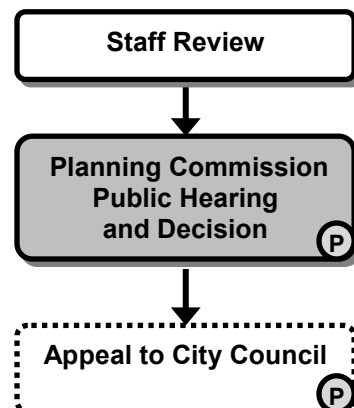 Staff Review
Planning Commission
Public Hearing
and Decision
P
Appeal to City Council
P